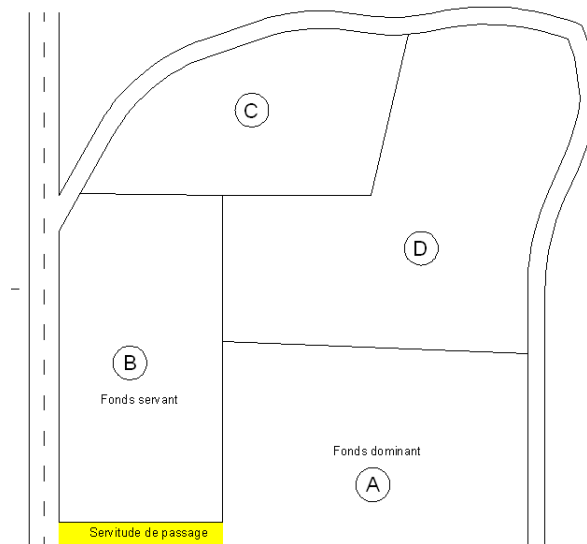 C
D
B
Fonds servant
Fonds dominant
A
Servitude de passage